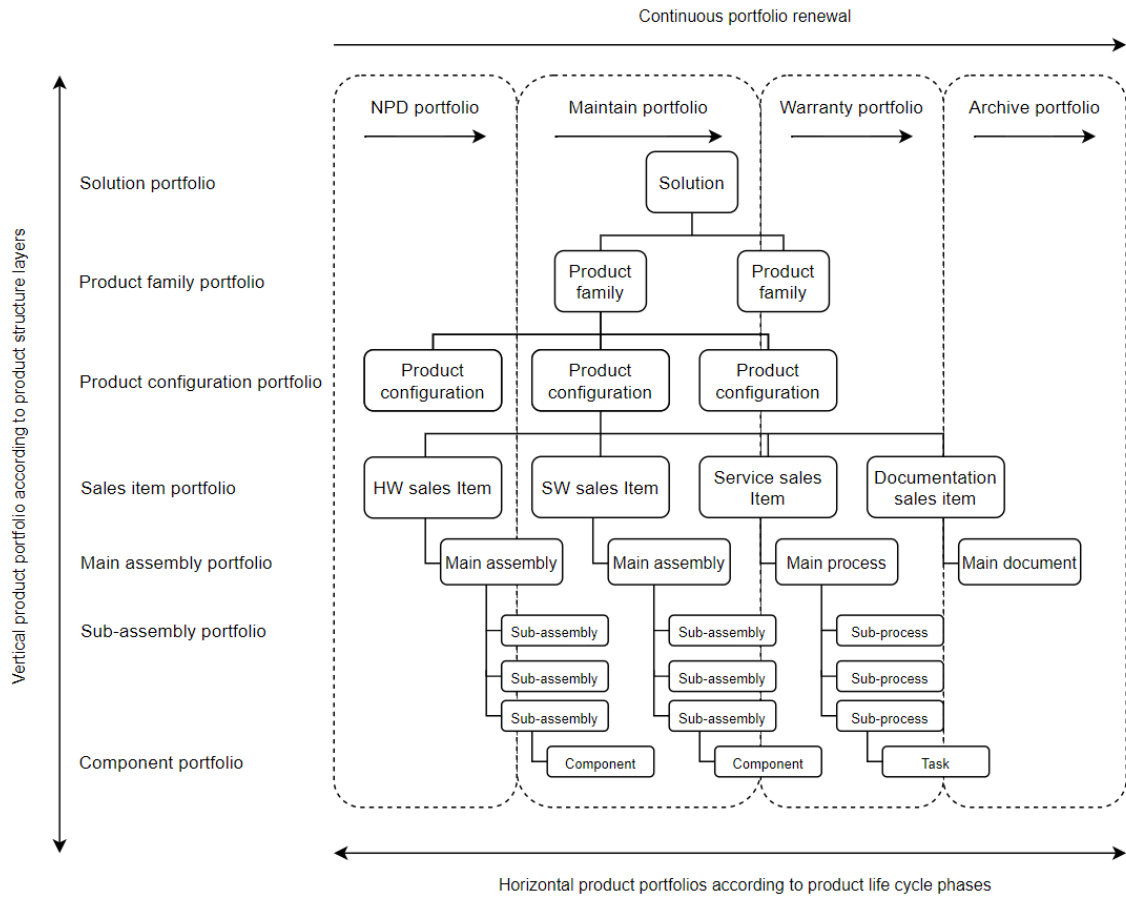 Continuous portfolio renewal
NPD portfolio
Maintain portfolio
Warranty portfolio
Archive portfolio
Vertical product portfolio according to product structure layers
Solution portfolio
Solution
Product family portfolio
Product
family
Product
family
Product configuration portfolio
Product
configuration
Product
configuration
Product
configuration
Sales item portfolio
HW sales Item
SW sales Item
Service sales
Item
Documentation
sales item
Main assembly portfolio
Main assembly
Main assembly
Main process
Main document
Sub-assembly portfolio
Sub-assembly
Sub-assembly
Sub-process
Sub-assembly
Sub-assembly
Sub-process
Sub-assembly
Sub-assembly
Sub-process
Component portfolio
Component
Component
Task
Horizontal product portfolios according to product life cycle phases